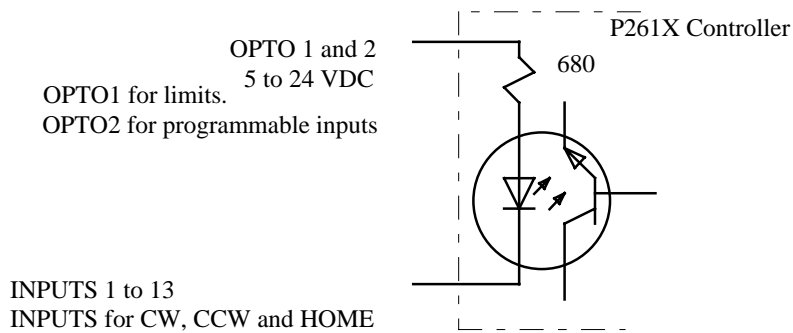 P261X Controller
OPTO 1 and 2
5 to 24 VDC
680
OPTO1 for limits.
OPTO2 for programmable inputs
INPUTS 1 to 13
INPUTS for CW, CCW and HOME